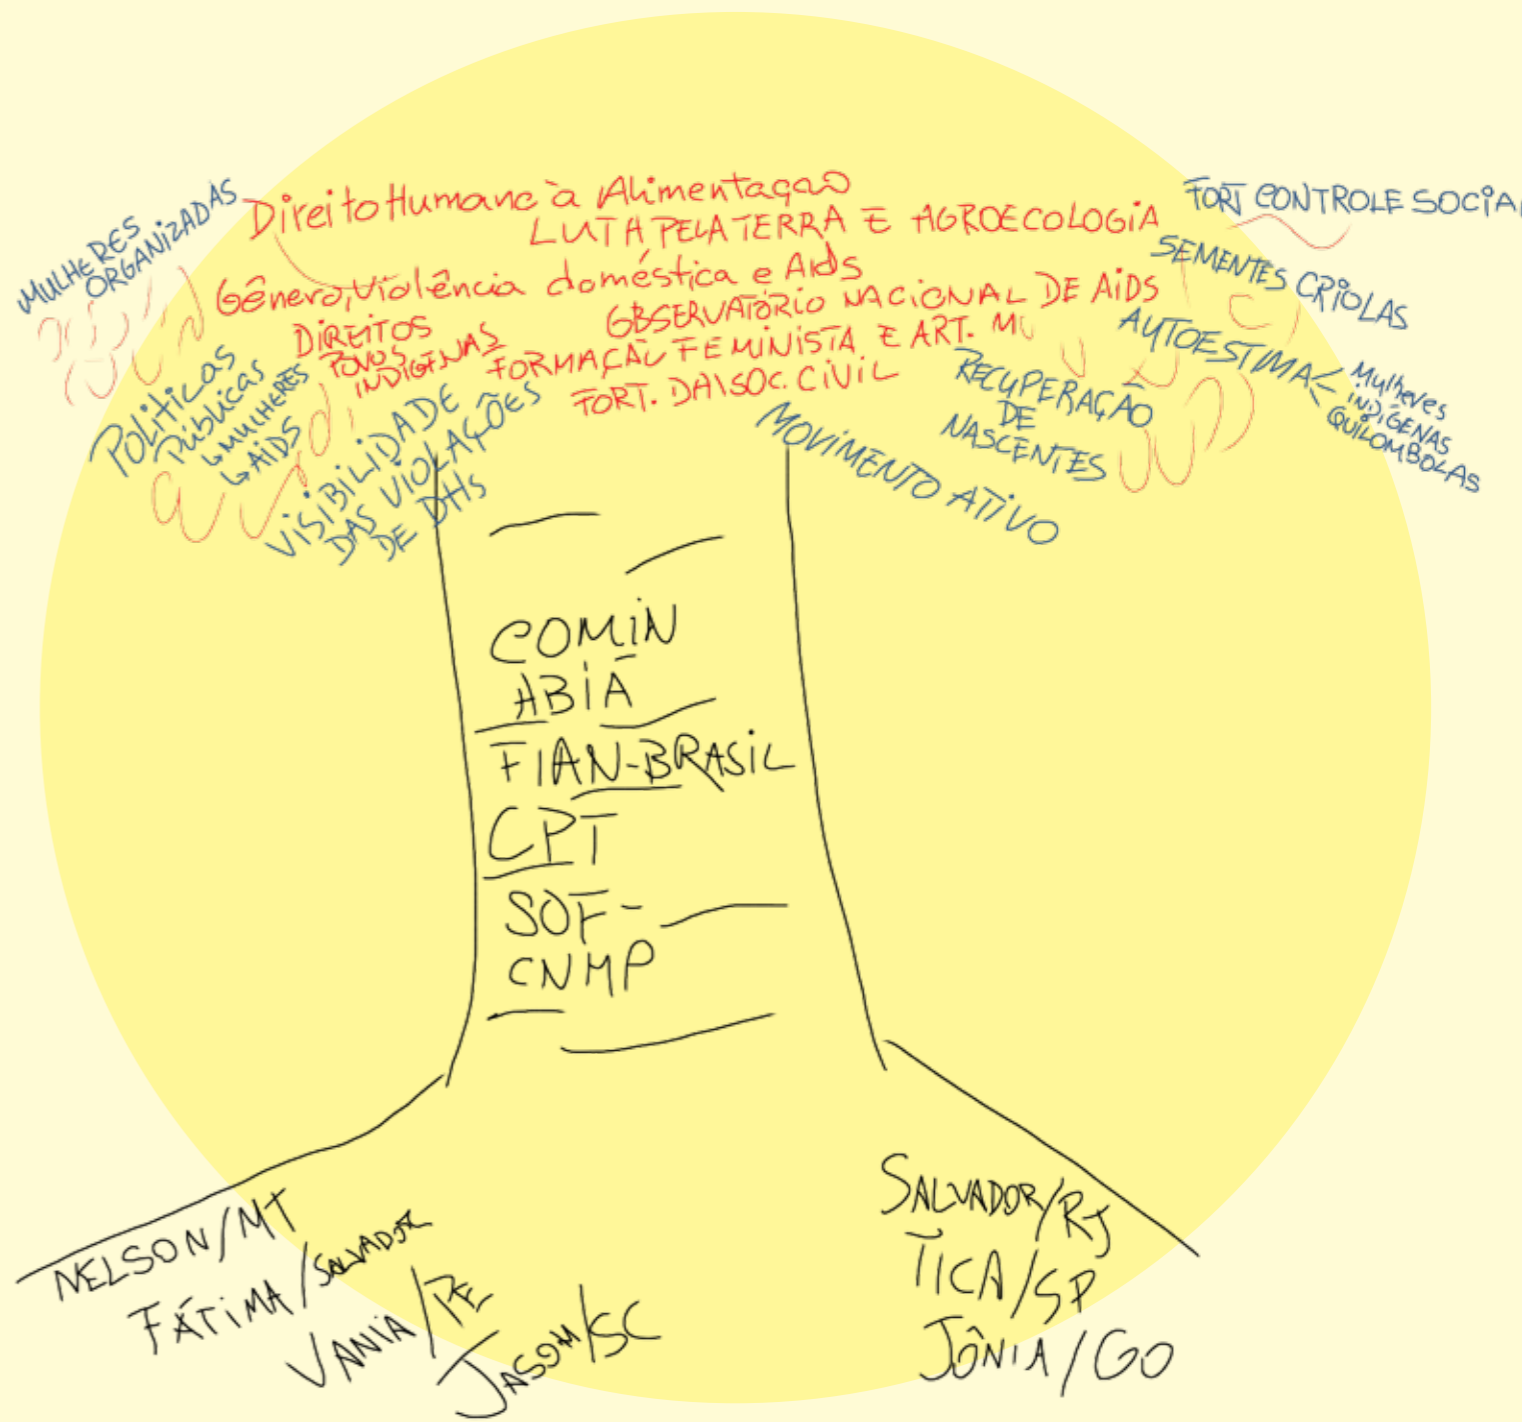 MULHERES
ORGANIZADAS
Direito Humano à Alimentação
LUTA PELA TERRA E AGROECOLOGIA
FORT CONTROLE SOCIAL
SEMENTES CRIOLAS
Gênero, Violência doméstica e Aids
OBSERVATÓRIO NACIONAL DE AIDS
DIREITOS
POVOS
INDÍGENAS
FORMAÇÃO FEMINISTA E ART. MU
FORT. DA SOC. CIVIL
AUTOESTIMA
Mulheres
INDÍGENAS
QUILOMBOLAS
POLÍTICAS
Públicas
↳ MULHERES
↳ AIDS
VISIBILIDADE
DAS VIOLAÇÕES
DE DHs
MOVIMENTO ATIVO
RECUPERAÇÃO
DE
NASCENTES
COMIN
ABIA
FIAN-BRASIL
CPT
SOF-
CNMP
NELSON/MT
FÁTIMA/SALVADOR
VANIA/PE
JASOM/SC
SALVADOR/RJ
TICA/SP
JÔNIA/GO